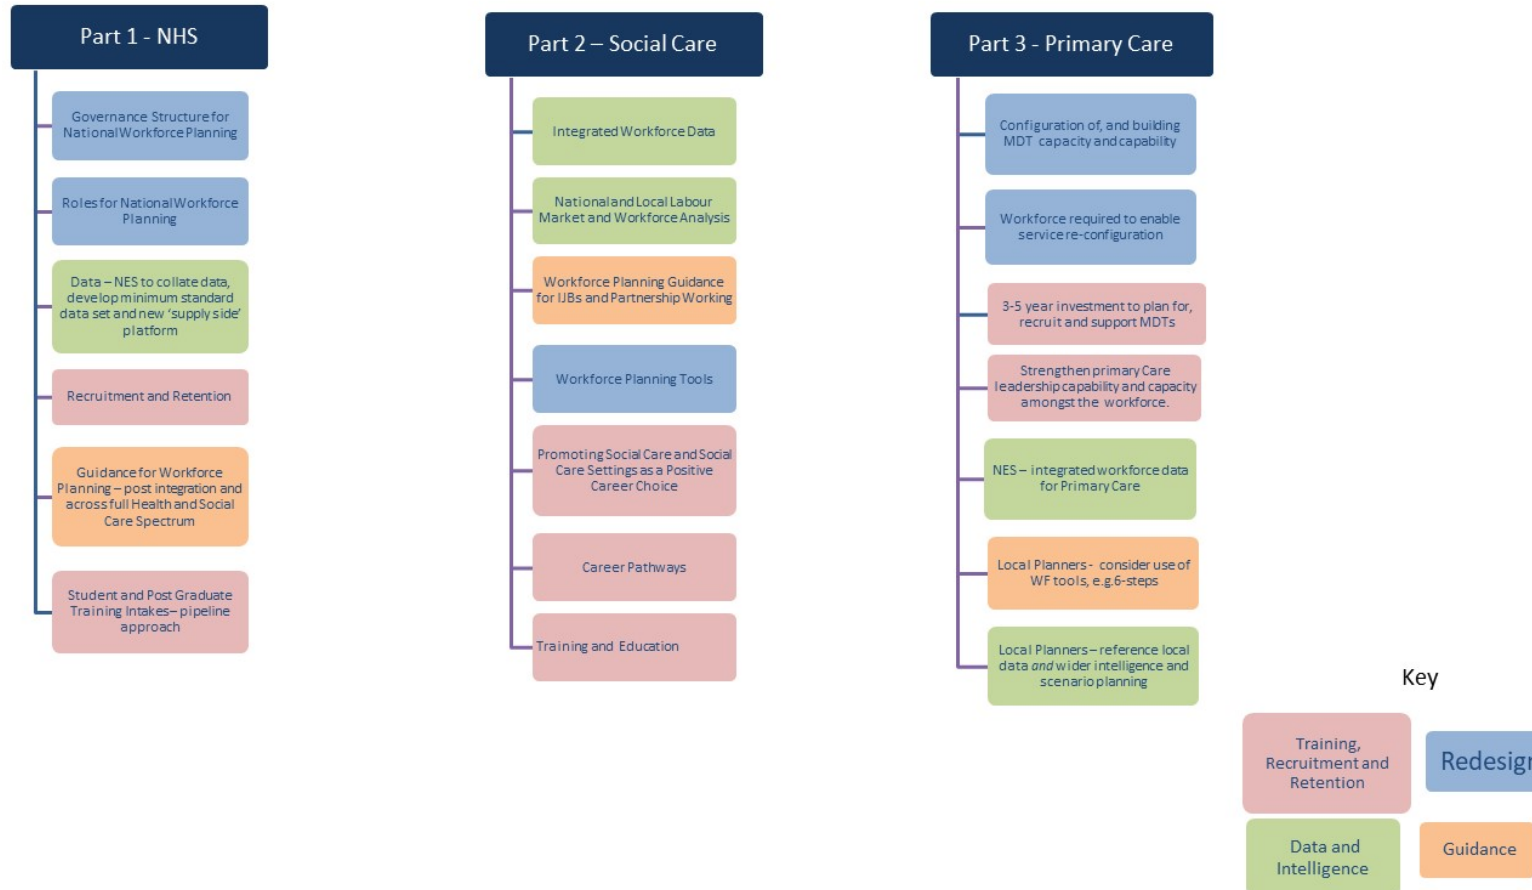 Part 1 - NHS
Governance Structure for
National Workforce Planning
Roles for National Workforce
Planning
Data – NES to collate data,
develop minimum standard
data set and new ‘supply side’
platform
Recruitment and Retention
Guidance for Workforce
Planning – post integration and
across full Health and Social
Care Spectrum
Student and Post Graduate
Training Intakes– pipeline
approach
Part 2 – Social Care
Integrated Workforce Data
National and Local Labour
Market and Workforce Analysis
Workforce Planning Guidance
for IJBs and Partnership Working
Workforce Planning Tools
Promoting Social Care and Social
Care Settings as a Positive
Career Choice
Career Pathways
Training and Education
Part 3 - Primary Care
Configuration of, and building
MDT capacity and capability
Workforce required to enable
service re-configuration
3-5 year investment to plan for,
recruit and support MDTs
Strengthen primary Care
leadership capability and capacity
amongst the workforce.
NES – integrated workforce data
for Primary Care
Local Planners - consider use of
WF tools, e.g.6-steps
Local Planners – reference local
data and wider intelligence and
scenario planning
Key
Training,
Recruitment and
Retention
Redesign
Data and
Intelligence
Guidance